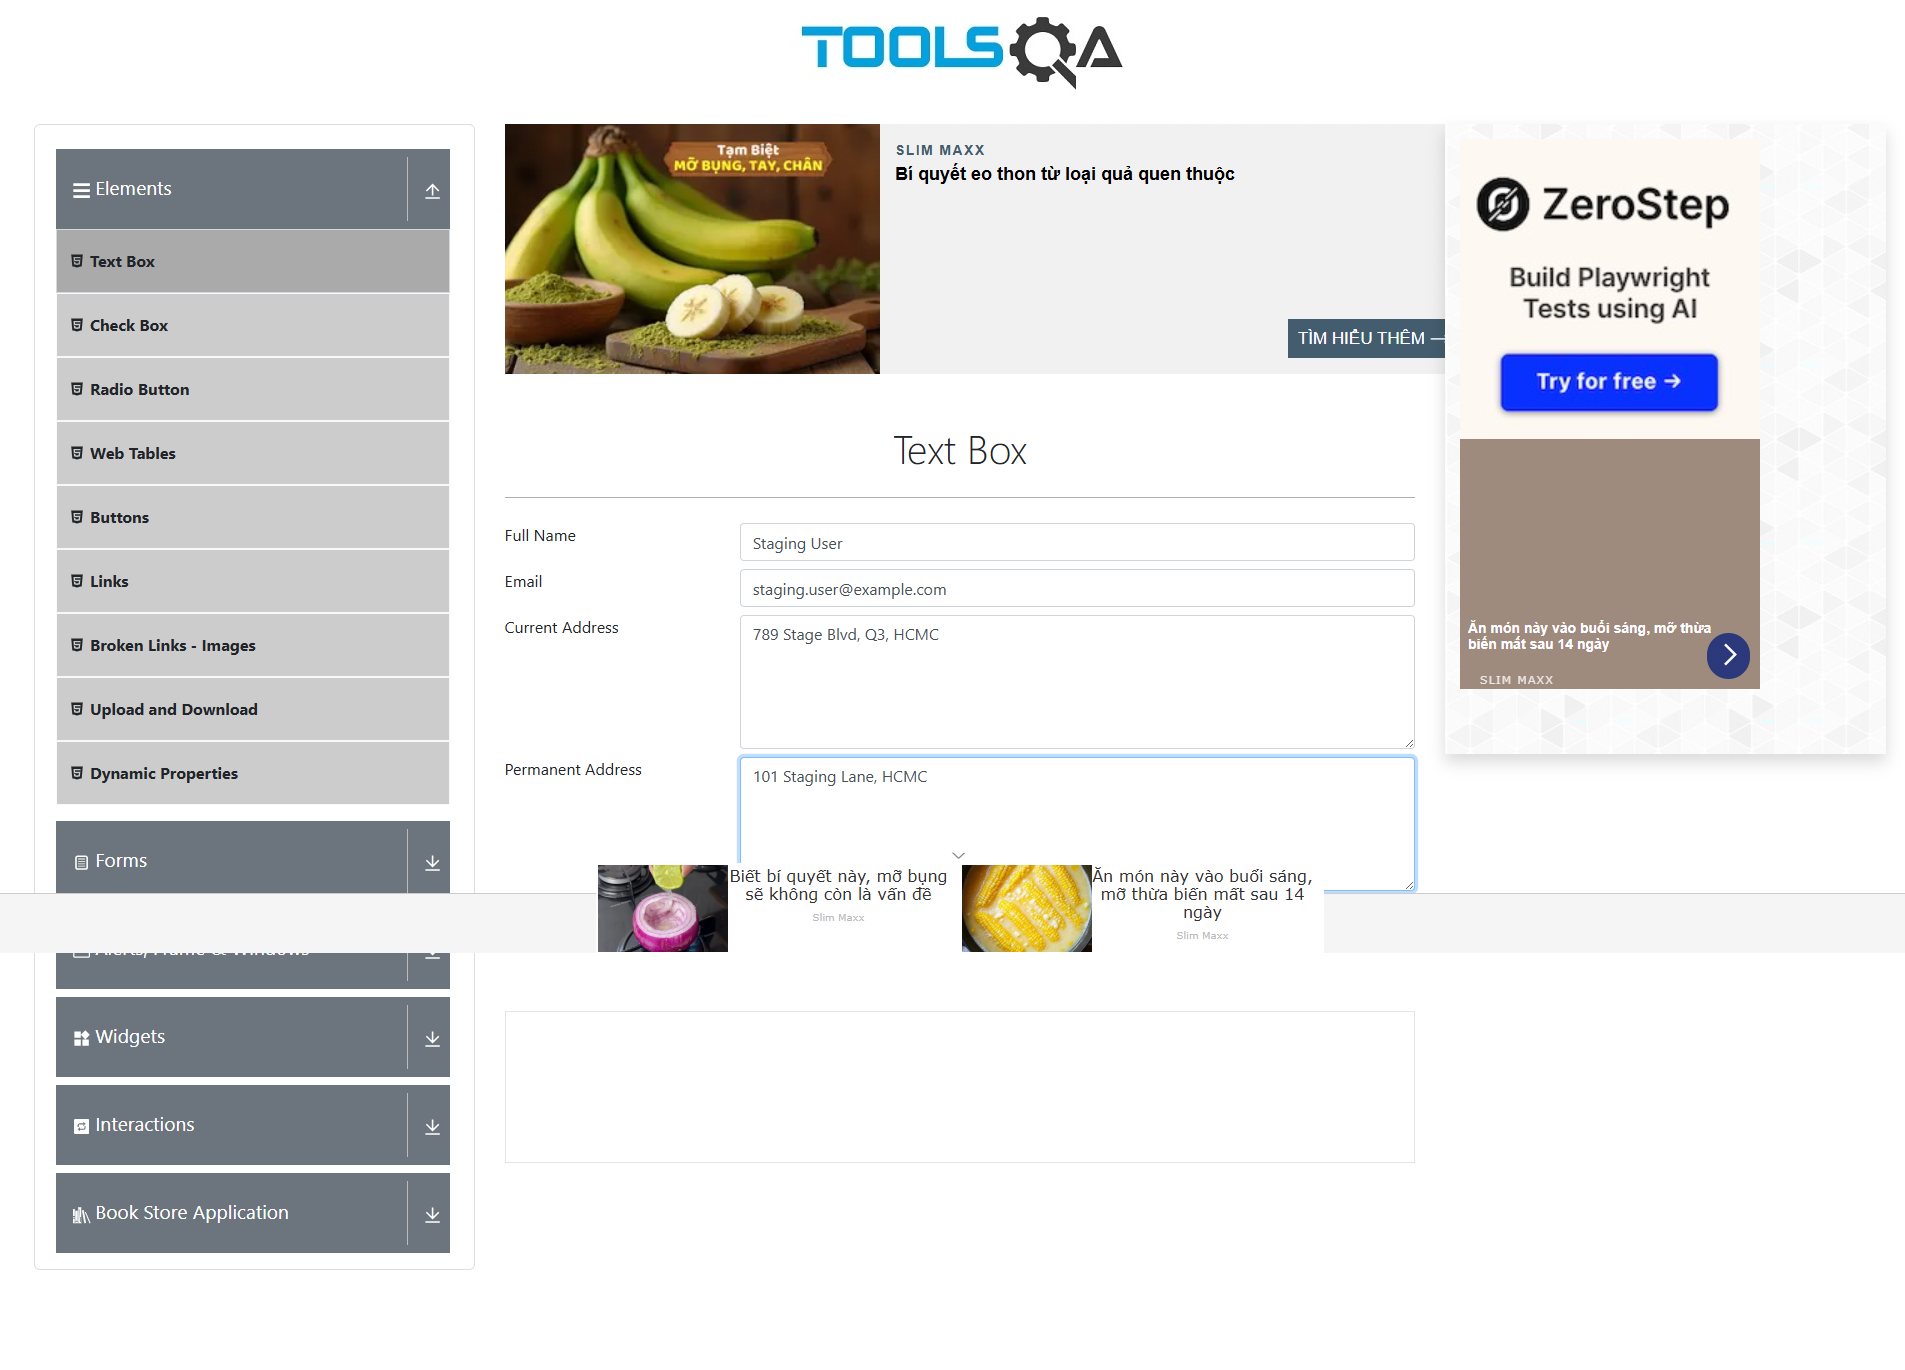 TOOLSQA
Elements
Text Box
Check Box
Radio Button
Web Tables
Buttons
Links
Broken Links - Images
Upload and Download
Dynamic Properties
Forms
Alerts, Frame & Windows
Widgets
Interactions
Book Store Application
Tạm Biệt
MỠ BỤNG, TAY, CHÂN
SLIM MAXX
Bí quyết eo thon từ loại quả quen thuộc
TÌM HIỂU THÊM
Text Box
Full Name
Staging User
Email
staging.user@example.com
Current Address
789 Stage Blvd, Q3, HCMC
Permanent Address
101 Staging Lane, HCMC
Biết bí quyết này, mỡ bụng
sẽ không còn là vấn đề
Slim Maxx
Ăn món này vào buổi sáng,
mỡ thừa biến mất sau 14
ngày
Slim Maxx
ZeroStep
Build Playwright
Tests using AI
Try for free →
Ăn món này vào buổi sáng, mỡ thừa
biến mất sau 14 ngày
SLIM MAXX